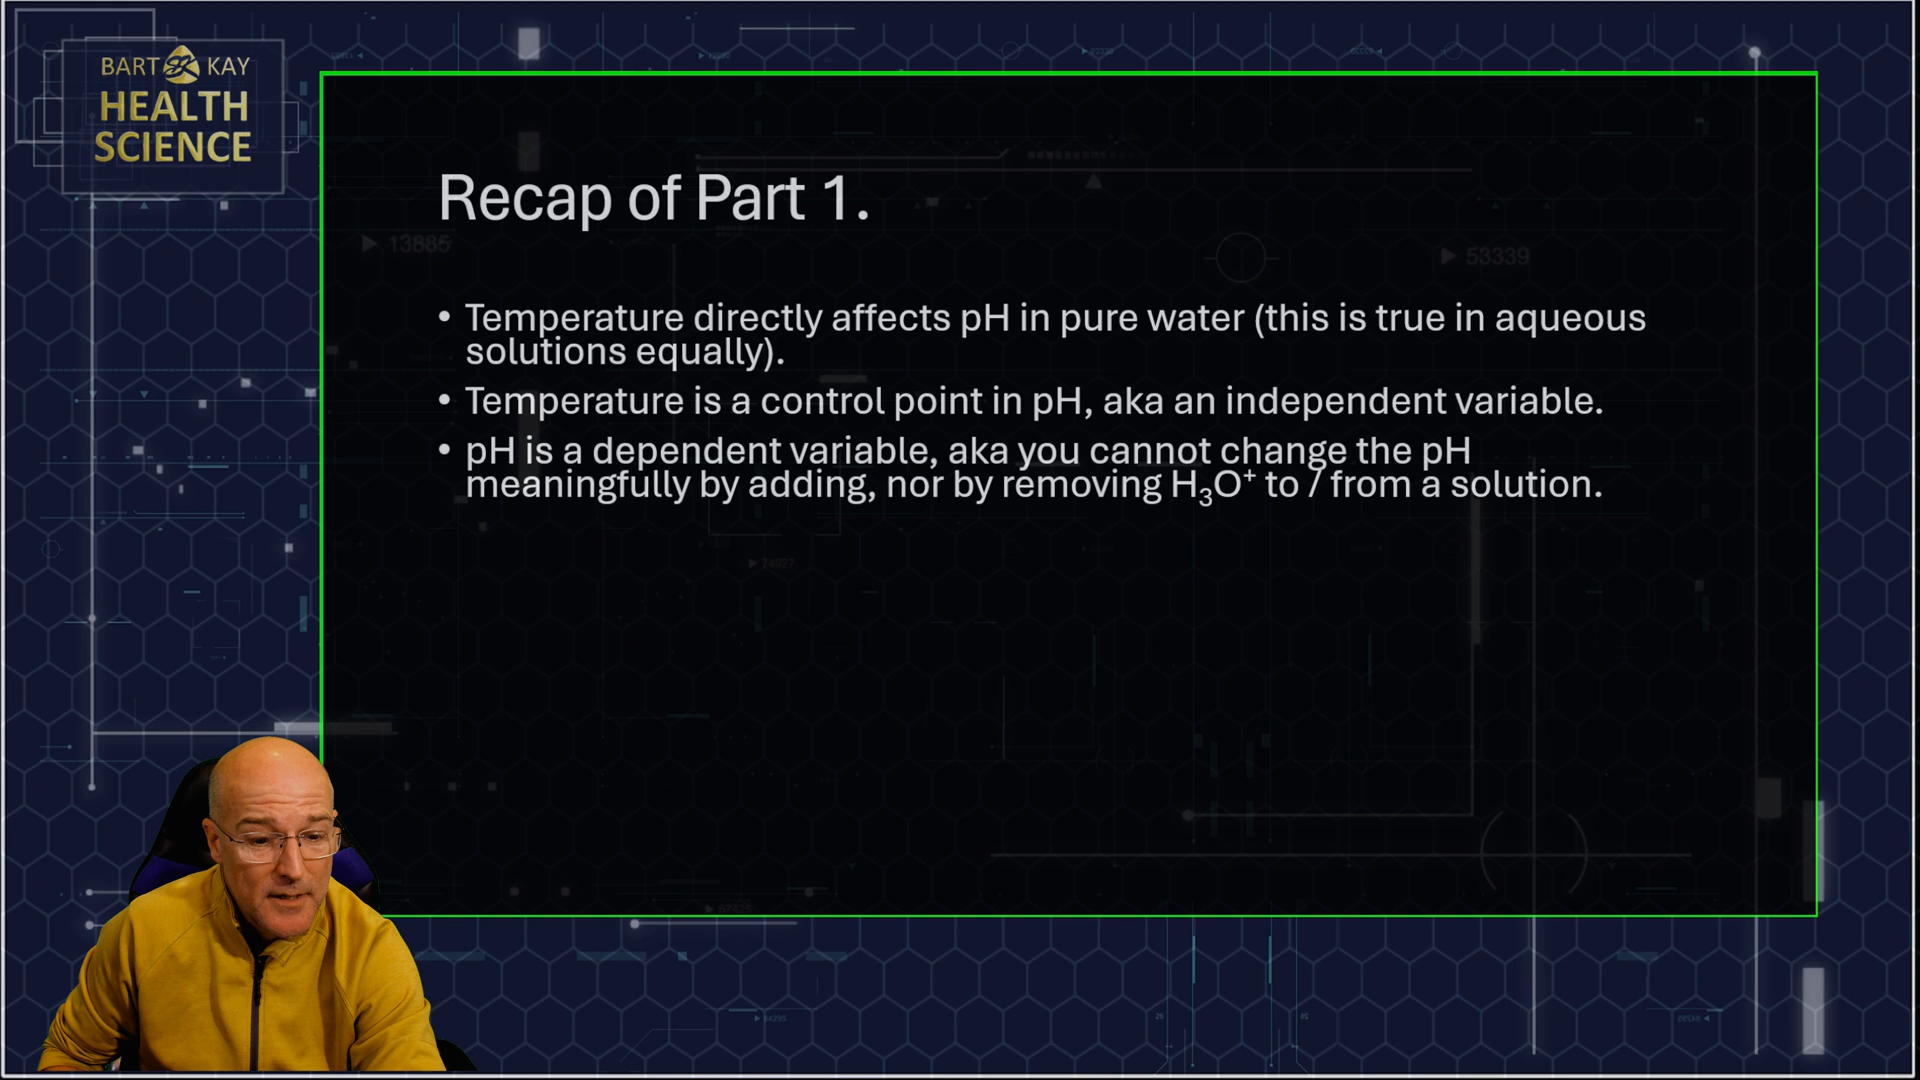 BART KAY
HEALTH
SCIENCE
Recap of Part 1.
13885
53339
• Temperature directly affects pH in pure water (this is true in aqueous
solutions equally).
• Temperature is a control point in pH, aka an independent variable.
• pH is a dependent variable, aka you cannot change the pH
meaningfully by adding, nor by removing H₃O⁺ to / from a solution.